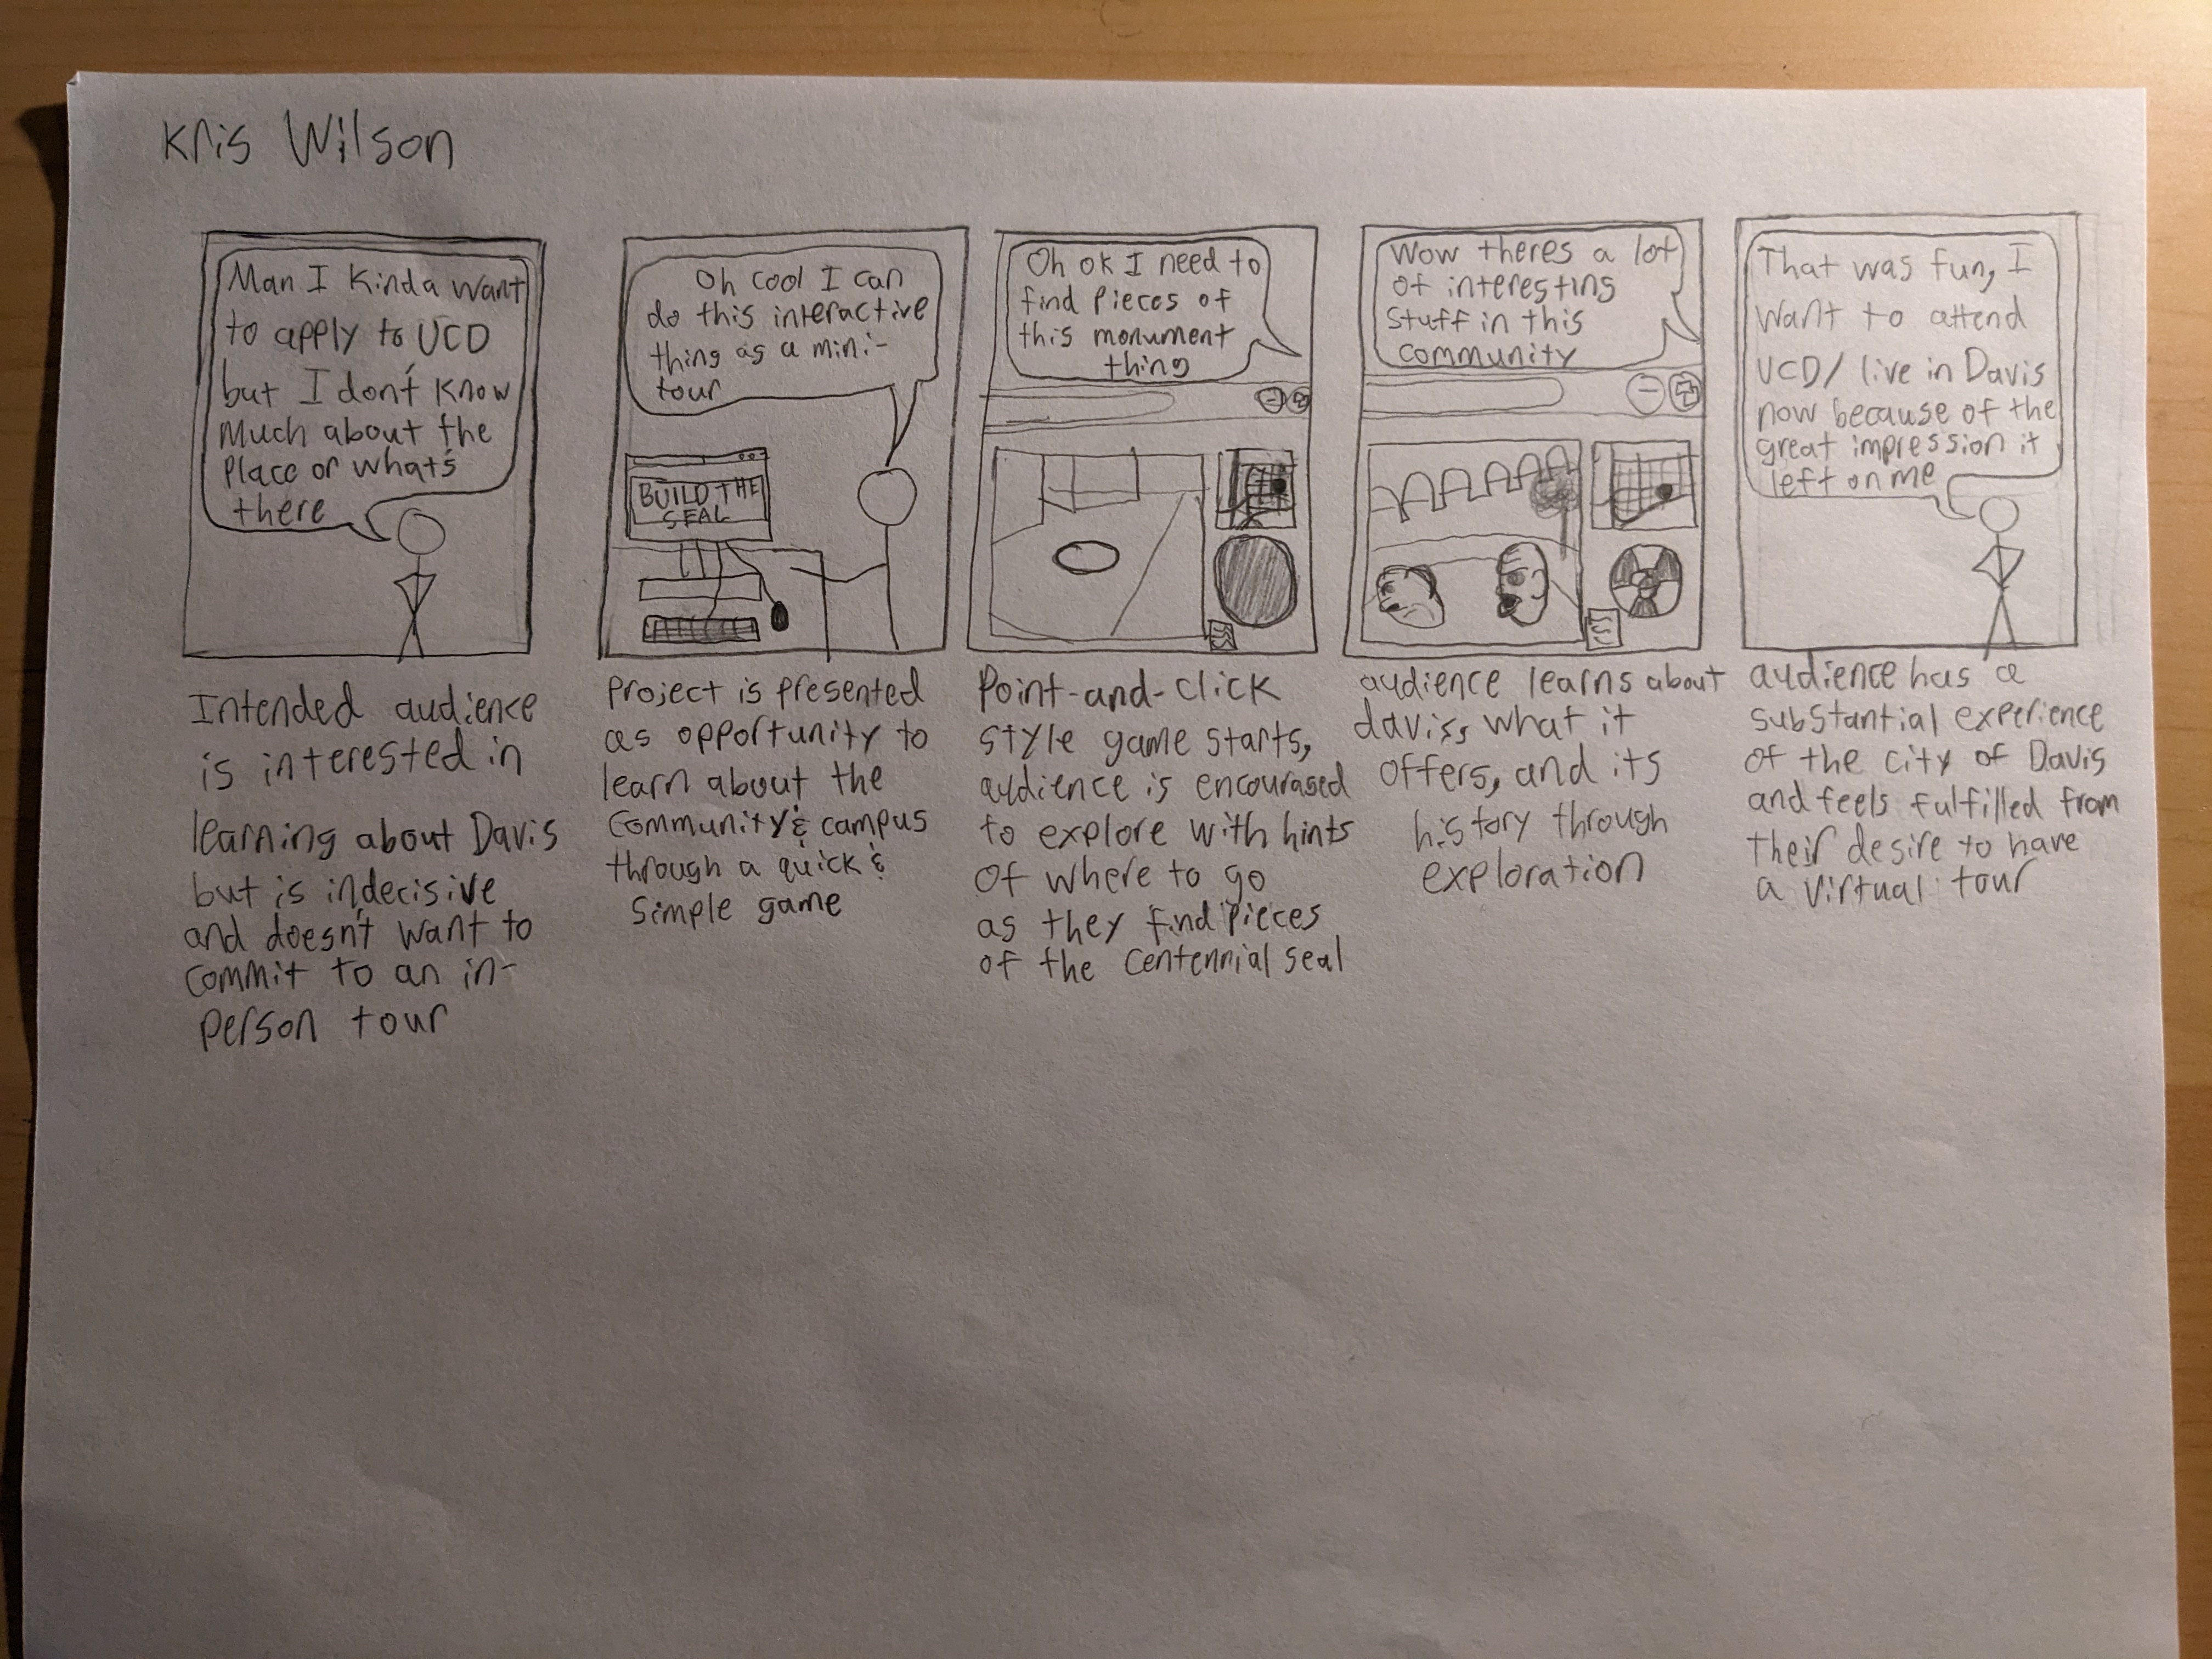 Kris Wilson
Man I kinda want
to apply to UCD
but I don't know
much about the
place or what's
there
Intended audience
is interested in
learning about Davis
but is indecisive
and doesn't want to
commit to an in-
person tour
Oh cool I can
do this interactive
thing as a mini-
tour
BUILD THE
SEAL
Project is presented
as opportunity to
learn about the
community & campus
through a quick &
simple game
Oh ok I need to
find pieces of
this monument
thing
Point-and-click
style game starts,
audience is encouraged
to explore with hints
of where to go
as they find pieces
of the centennial seal
Wow theres a lot
of interesting
stuff in this
community
audience learns about
davis, what it
offers, and its
history through
exploration
That was fun, I
want to attend
UCD/ live in Davis
now because of the
great impression it
left on me
audience has a
substantial experience
of the city of Davis
and feels fulfilled from
their desire to have
a virtual tour